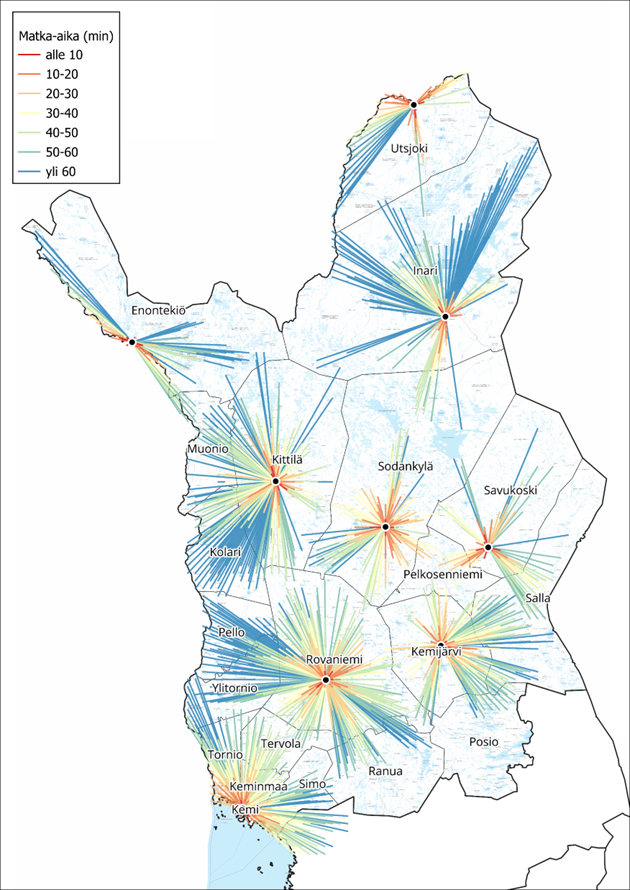 Matka-aika (min)
alle 10
10-20
20-30
30-40
40-50
50-60
yli 60
Utsjoki
Inari
Enontekiö
Muonio
Kittilä
Sodankylä
Savukoski
Kolari
Pelkosenniemi
Salla
Pello
Rovaniemi
Kemijärvi
Ylitornio
Tornio
Tervola
Posio
Ranua
Keminmaa
Simo
Kemi